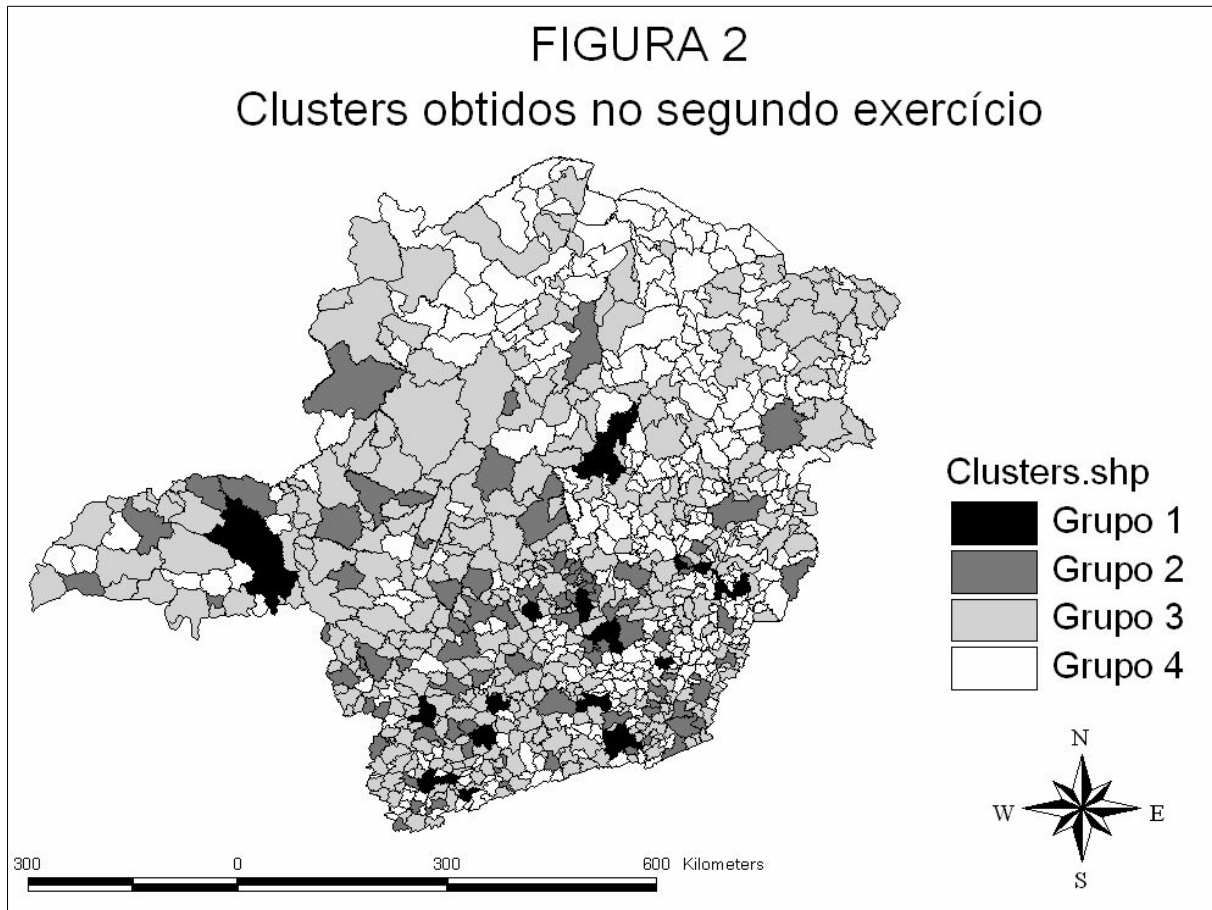 FIGURA 2
Clusters obtidos no segundo exercício
Clusters.shp
Grupo 1
Grupo 2
Grupo 3
Grupo 4
N
W E
S
300 0 300 600 Kilometers